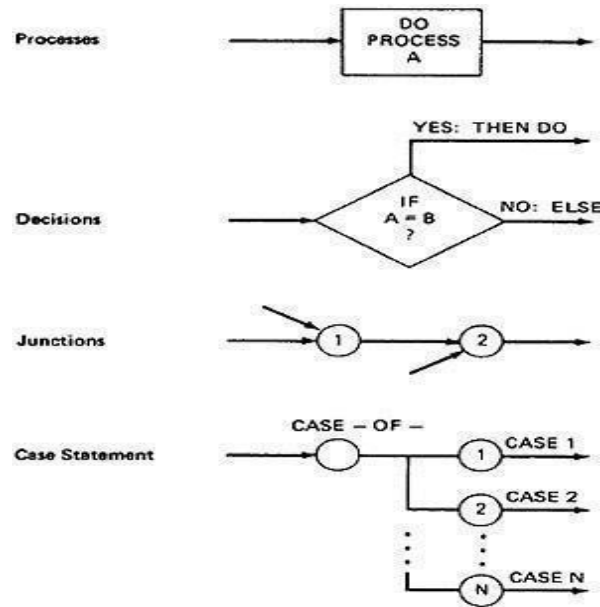 Processes
DO
PROCESS
A
YES: THEN DO
Decisions
IF
A = B
?
NO: ELSE
Junctions
1
2
CASE – OF –
Case Statement
1
CASE 1
2
CASE 2
N
CASE N